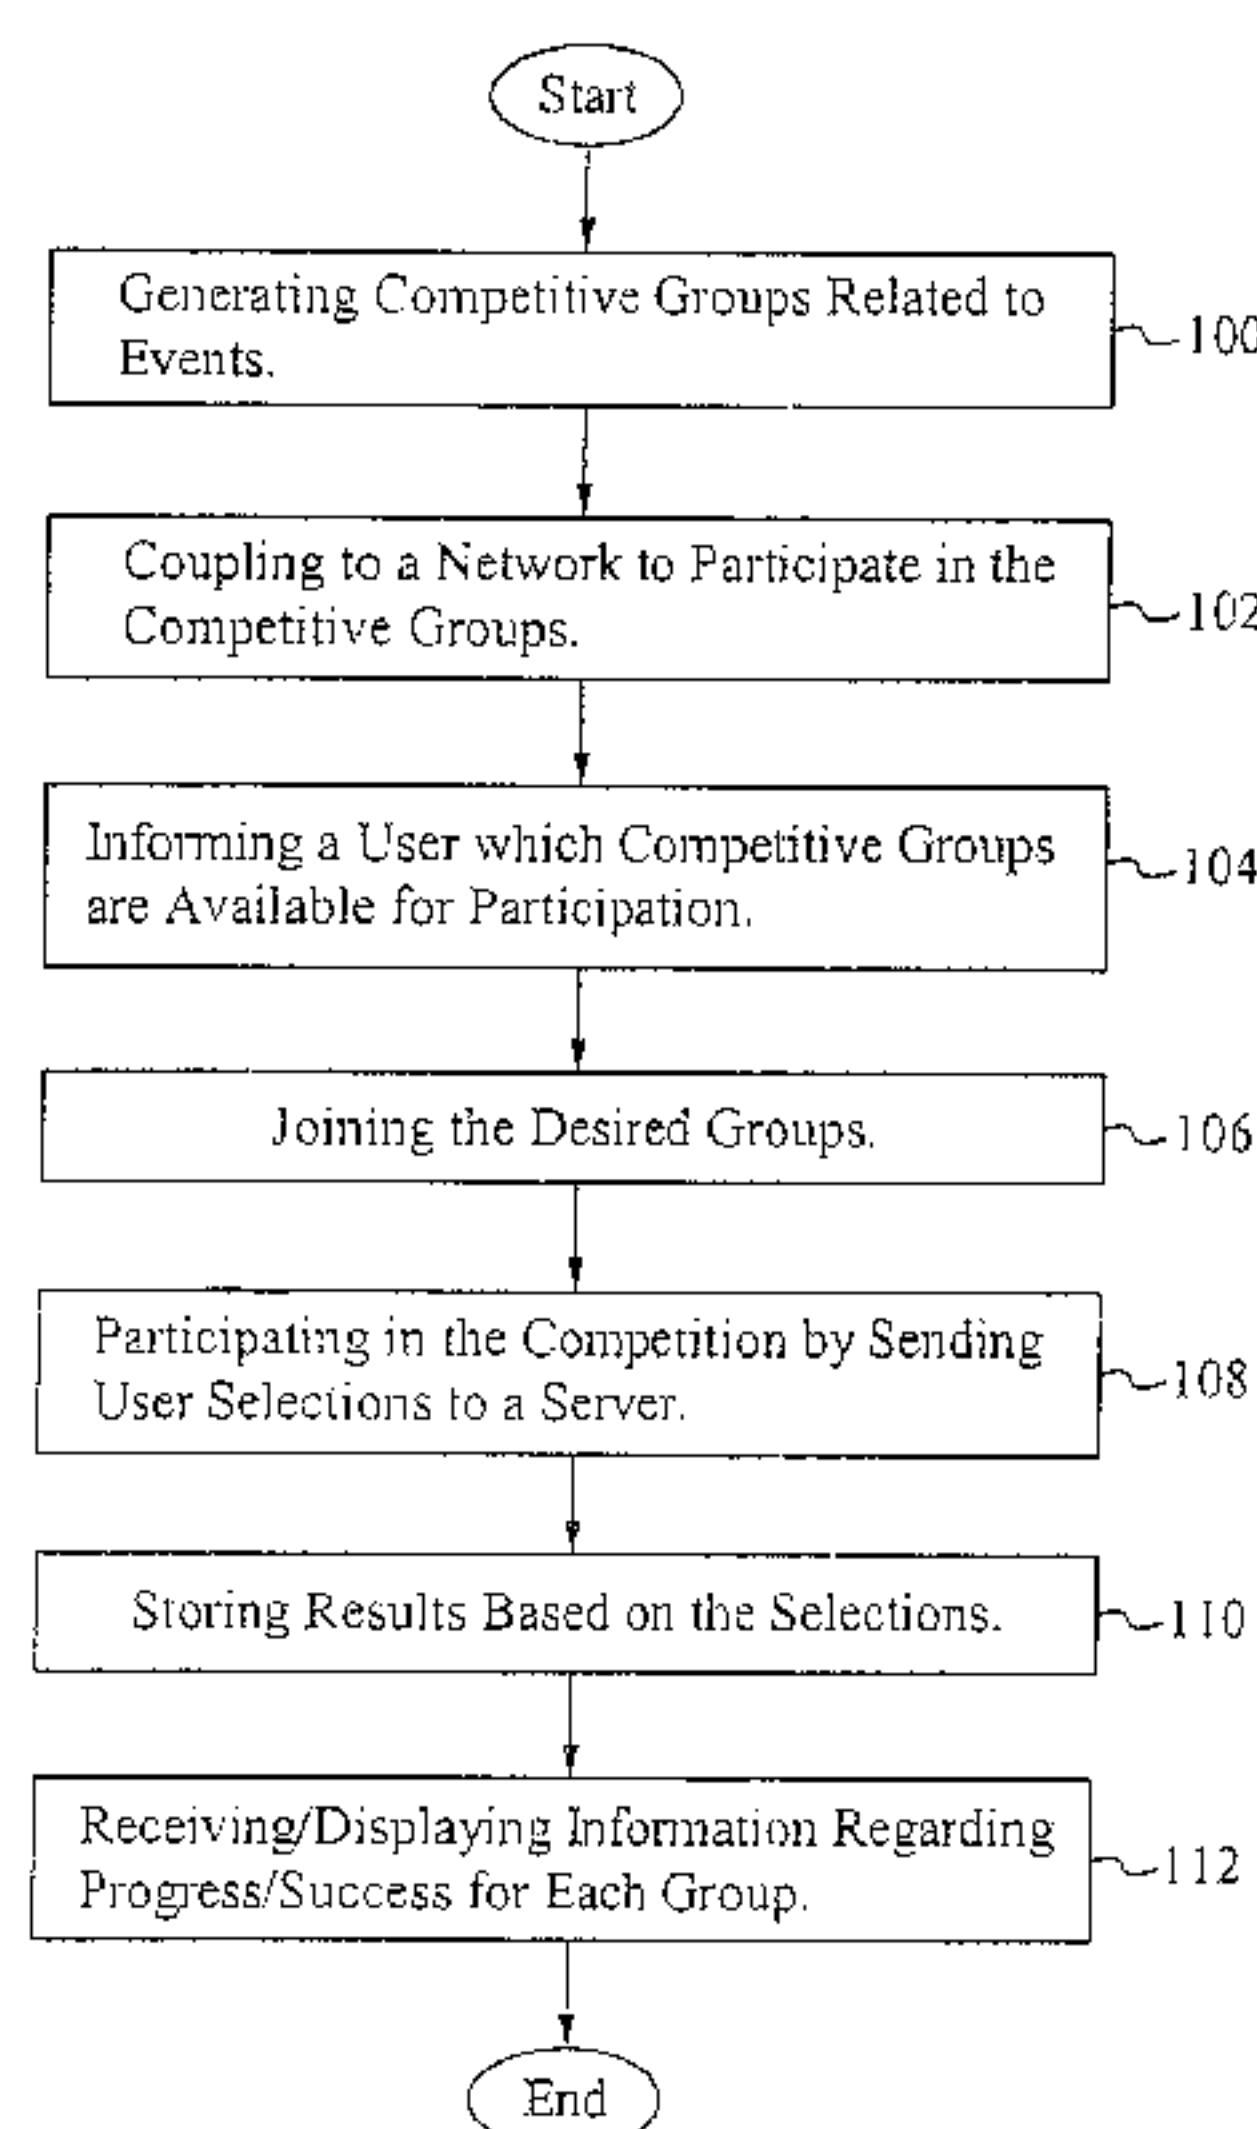 Start
Generating Competitive Groups Related to
Events.
100
Coupling to a Network to Participate in the
Competitive Groups.
102
Informing a User which Competitive Groups
are Available for Participation.
104
Joining the Desired Groups.
106
Participating in the Competition by Sending
User Selections to a Server.
108
Storing Results Based on the Selections.
110
Receiving/Displaying Information Regarding
Progress/Success for Each Group.
112
End